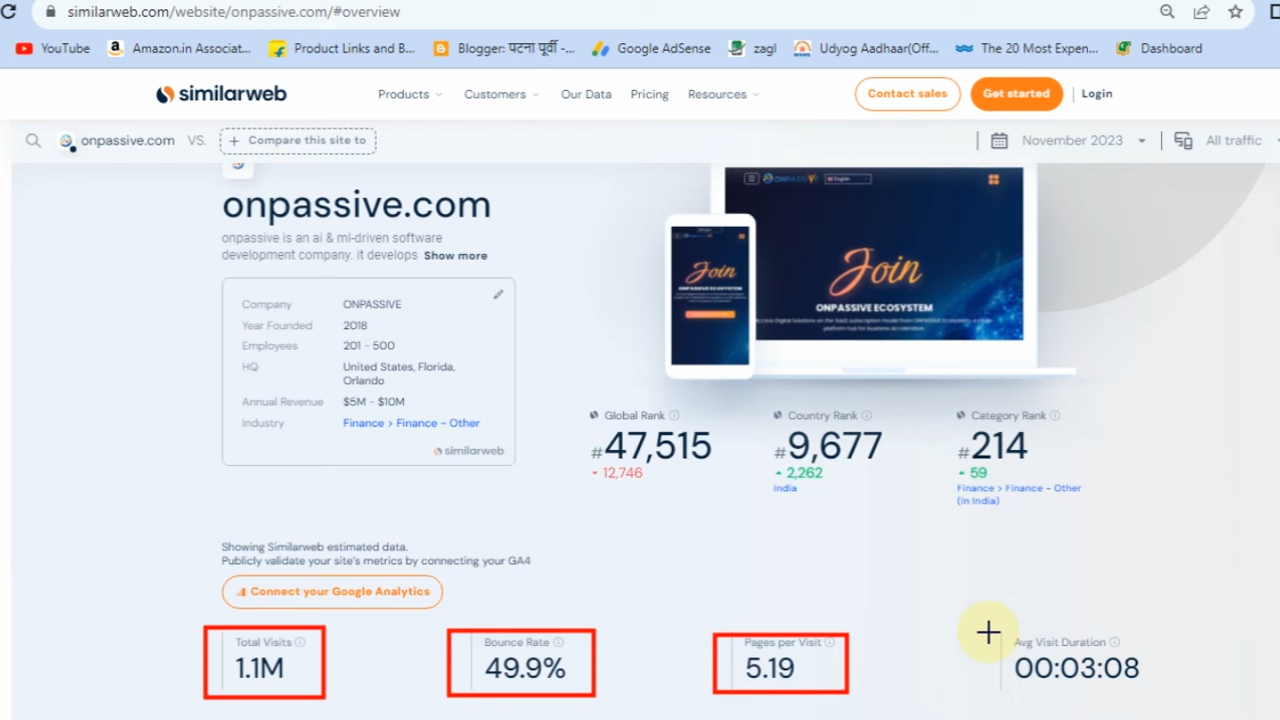 similarweb.com/website/onpassive.com/#overview
YouTube
Amazon.in Associat...
Product Links and B...
Blogger: पटना पूर्वी -...
Google AdSense
zagl
Udyog Aadhaar(Off...
The 20 Most Expen...
Dashboard
similarweb
Products
Customers
Our Data
Pricing
Resources
Contact sales
Get started
Login
onpassive.com
VS.
+ Compare this site to
November 2023
All traffic
onpassive.com
onpassive is an ai & ml-driven software
development company. it develops Show more
Company ONPASSIVE
Year Founded 2018
Employees 201 - 500
HQ United States, Florida,
Orlando
Annual Revenue $5M - $10M
Industry Finance > Finance - Other
similarweb
ONPASSIVE
English
Join
ONPASSIVE ECOSYSTEM
Join
ONPASSIVE ECOSYSTEM
Global Rank
#47,515
12,746
Country Rank
#9,677
2,262
India
Category Rank
#214
59
Finance > Finance - Other
(In India)
Showing Similarweb estimated data.
Publicly validate your site's metrics by connecting your GA4
Connect your Google Analytics
Total Visits
1.1M
Bounce Rate
49.9%
Pages per Visit
5.19
Avg Visit Duration
00:03:08